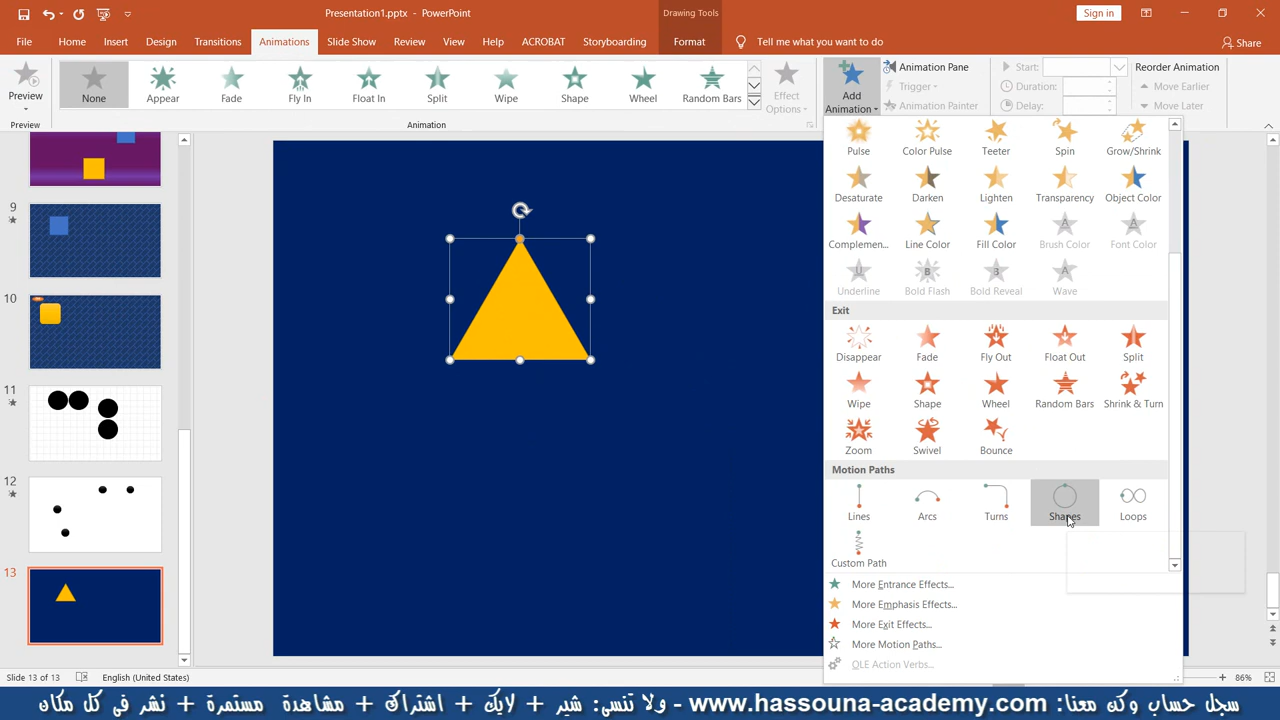 Presentation1.pptx - PowerPoint
Drawing Tools
Sign in
File Home Insert Design Transitions Animations Slide Show Review View Help ACROBAT Storyboarding Format Tell me what you want to do Share
Preview
None Appear Fade Fly In Float In Split Wipe Shape Wheel Random Bars
Effect Options
Add Animation
Animation Pane
Trigger
Animation Painter
Start:
Duration:
Delay:
Reorder Animation
Move Earlier
Move Later
Preview
Animation
Pulse Color Pulse Teeter Spin Grow/Shrink
Desaturate Darken Lighten Transparency Object Color
Complemen... Line Color Fill Color Brush Color Font Color
Underline Bold Flash Bold Reveal Wave
Exit
Disappear Fade Fly Out Float Out Split
Wipe Shape Wheel Random Bars Shrink & Turn
Zoom Swivel Bounce
Motion Paths
Lines Arcs Turns Shapes Loops
Custom Path
More Entrance Effects...
More Emphasis Effects...
More Exit Effects...
More Motion Paths...
OLE Action Verbs...
9
10
11
12
13
Slide 13 of 13 English (United States) 86%
سجل حساب وكن معنا: www.hassouna-academy.com - ولا تنسى: شير + لايك + اشتراك + مشاهدة مستمرة + نشر في كل مكان